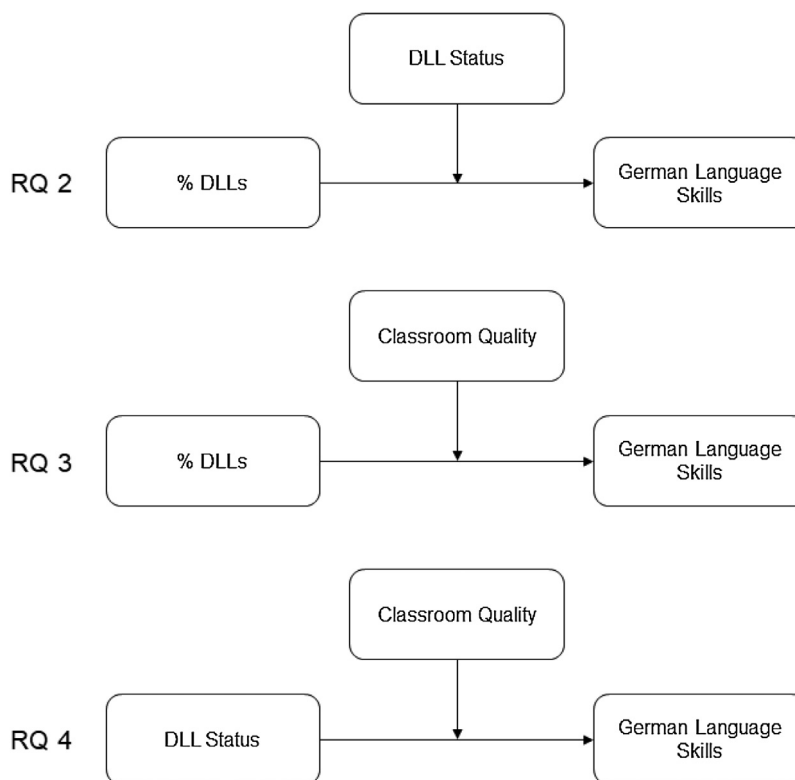 DLL Status
RQ 2
% DLLs
German Language
Skills
Classroom Quality
RQ 3
% DLLs
German Language
Skills
Classroom Quality
RQ 4
DLL Status
German Language
Skills